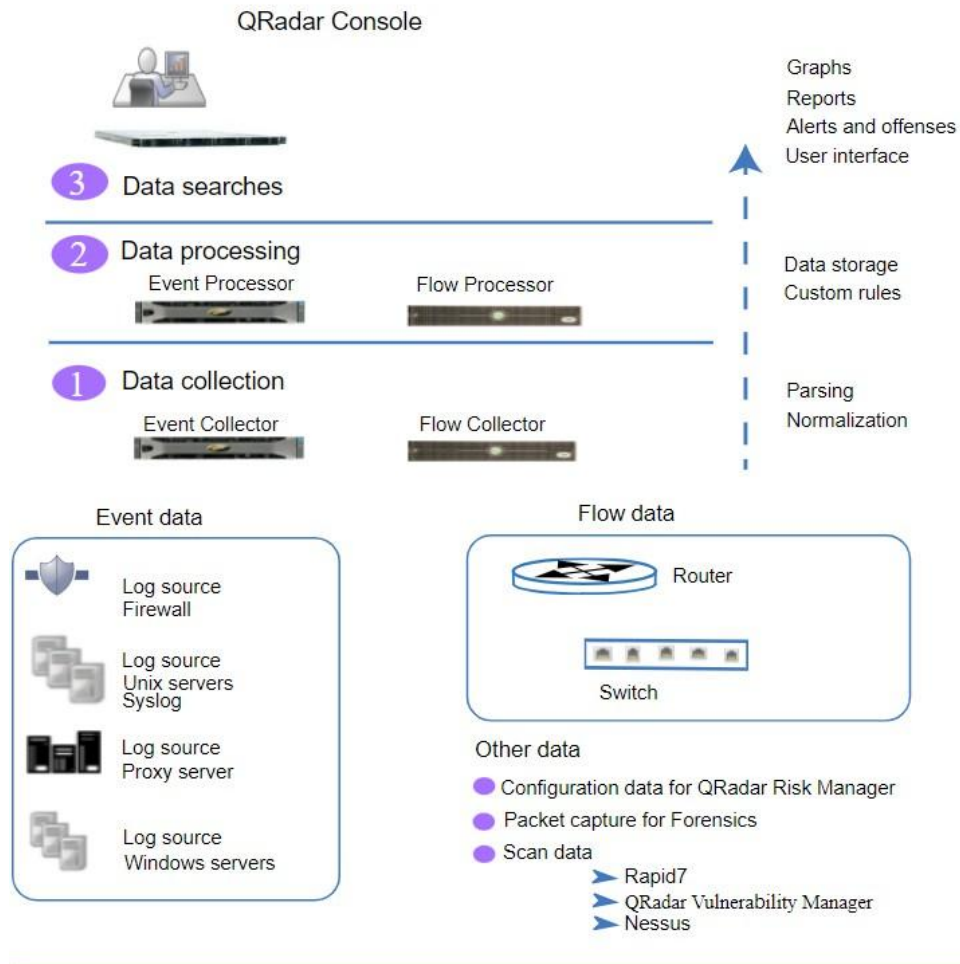 QRadar Console
Graphs
Reports
Alerts and offenses
User interface
3 Data searches
2 Data processing
Event Processor
Flow Processor
Data storage
Custom rules
1 Data collection
Event Collector
Flow Collector
Parsing
Normalization
Event data
Log source
Firewall
Log source
Unix servers
Syslog
Log source
Proxy server
Log source
Windows servers
Flow data
Router
Switch
Other data
Configuration data for QRadar Risk Manager
Packet capture for Forensics
Scan data
Rapid7
QRadar Vulnerability Manager
Nessus